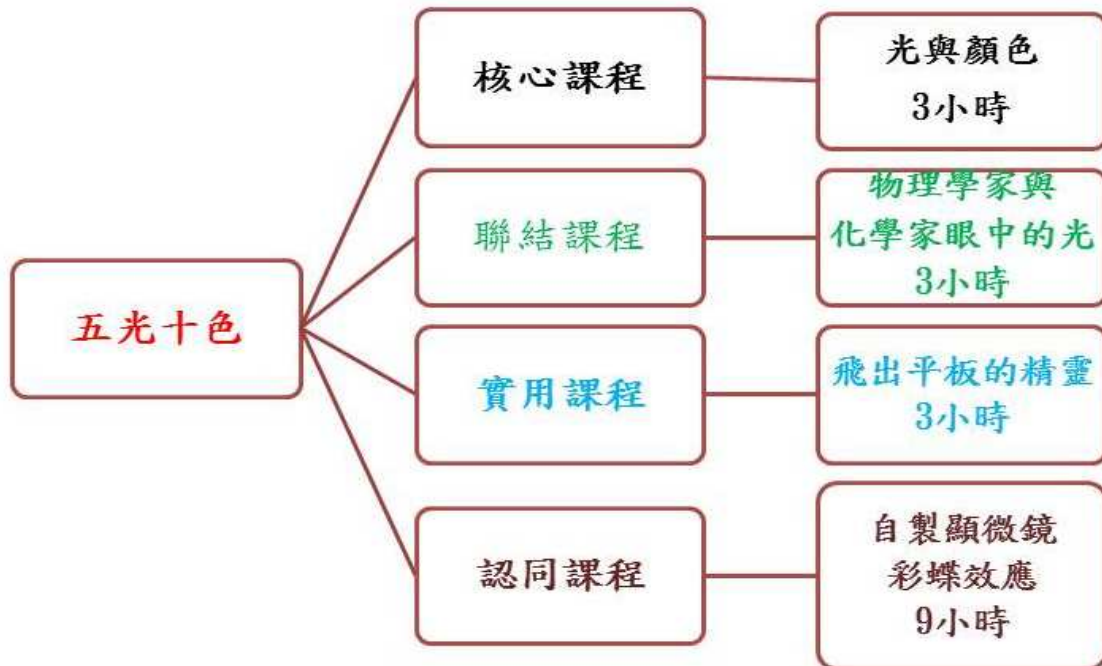 五光十色
核心課程
光與顏色
3小時
聯結課程
物理學家與
化學家眼中的光
3小時
實用課程
飛出平板的精靈
3小時
認同課程
自製顯微鏡
彩蝶效應
9小時